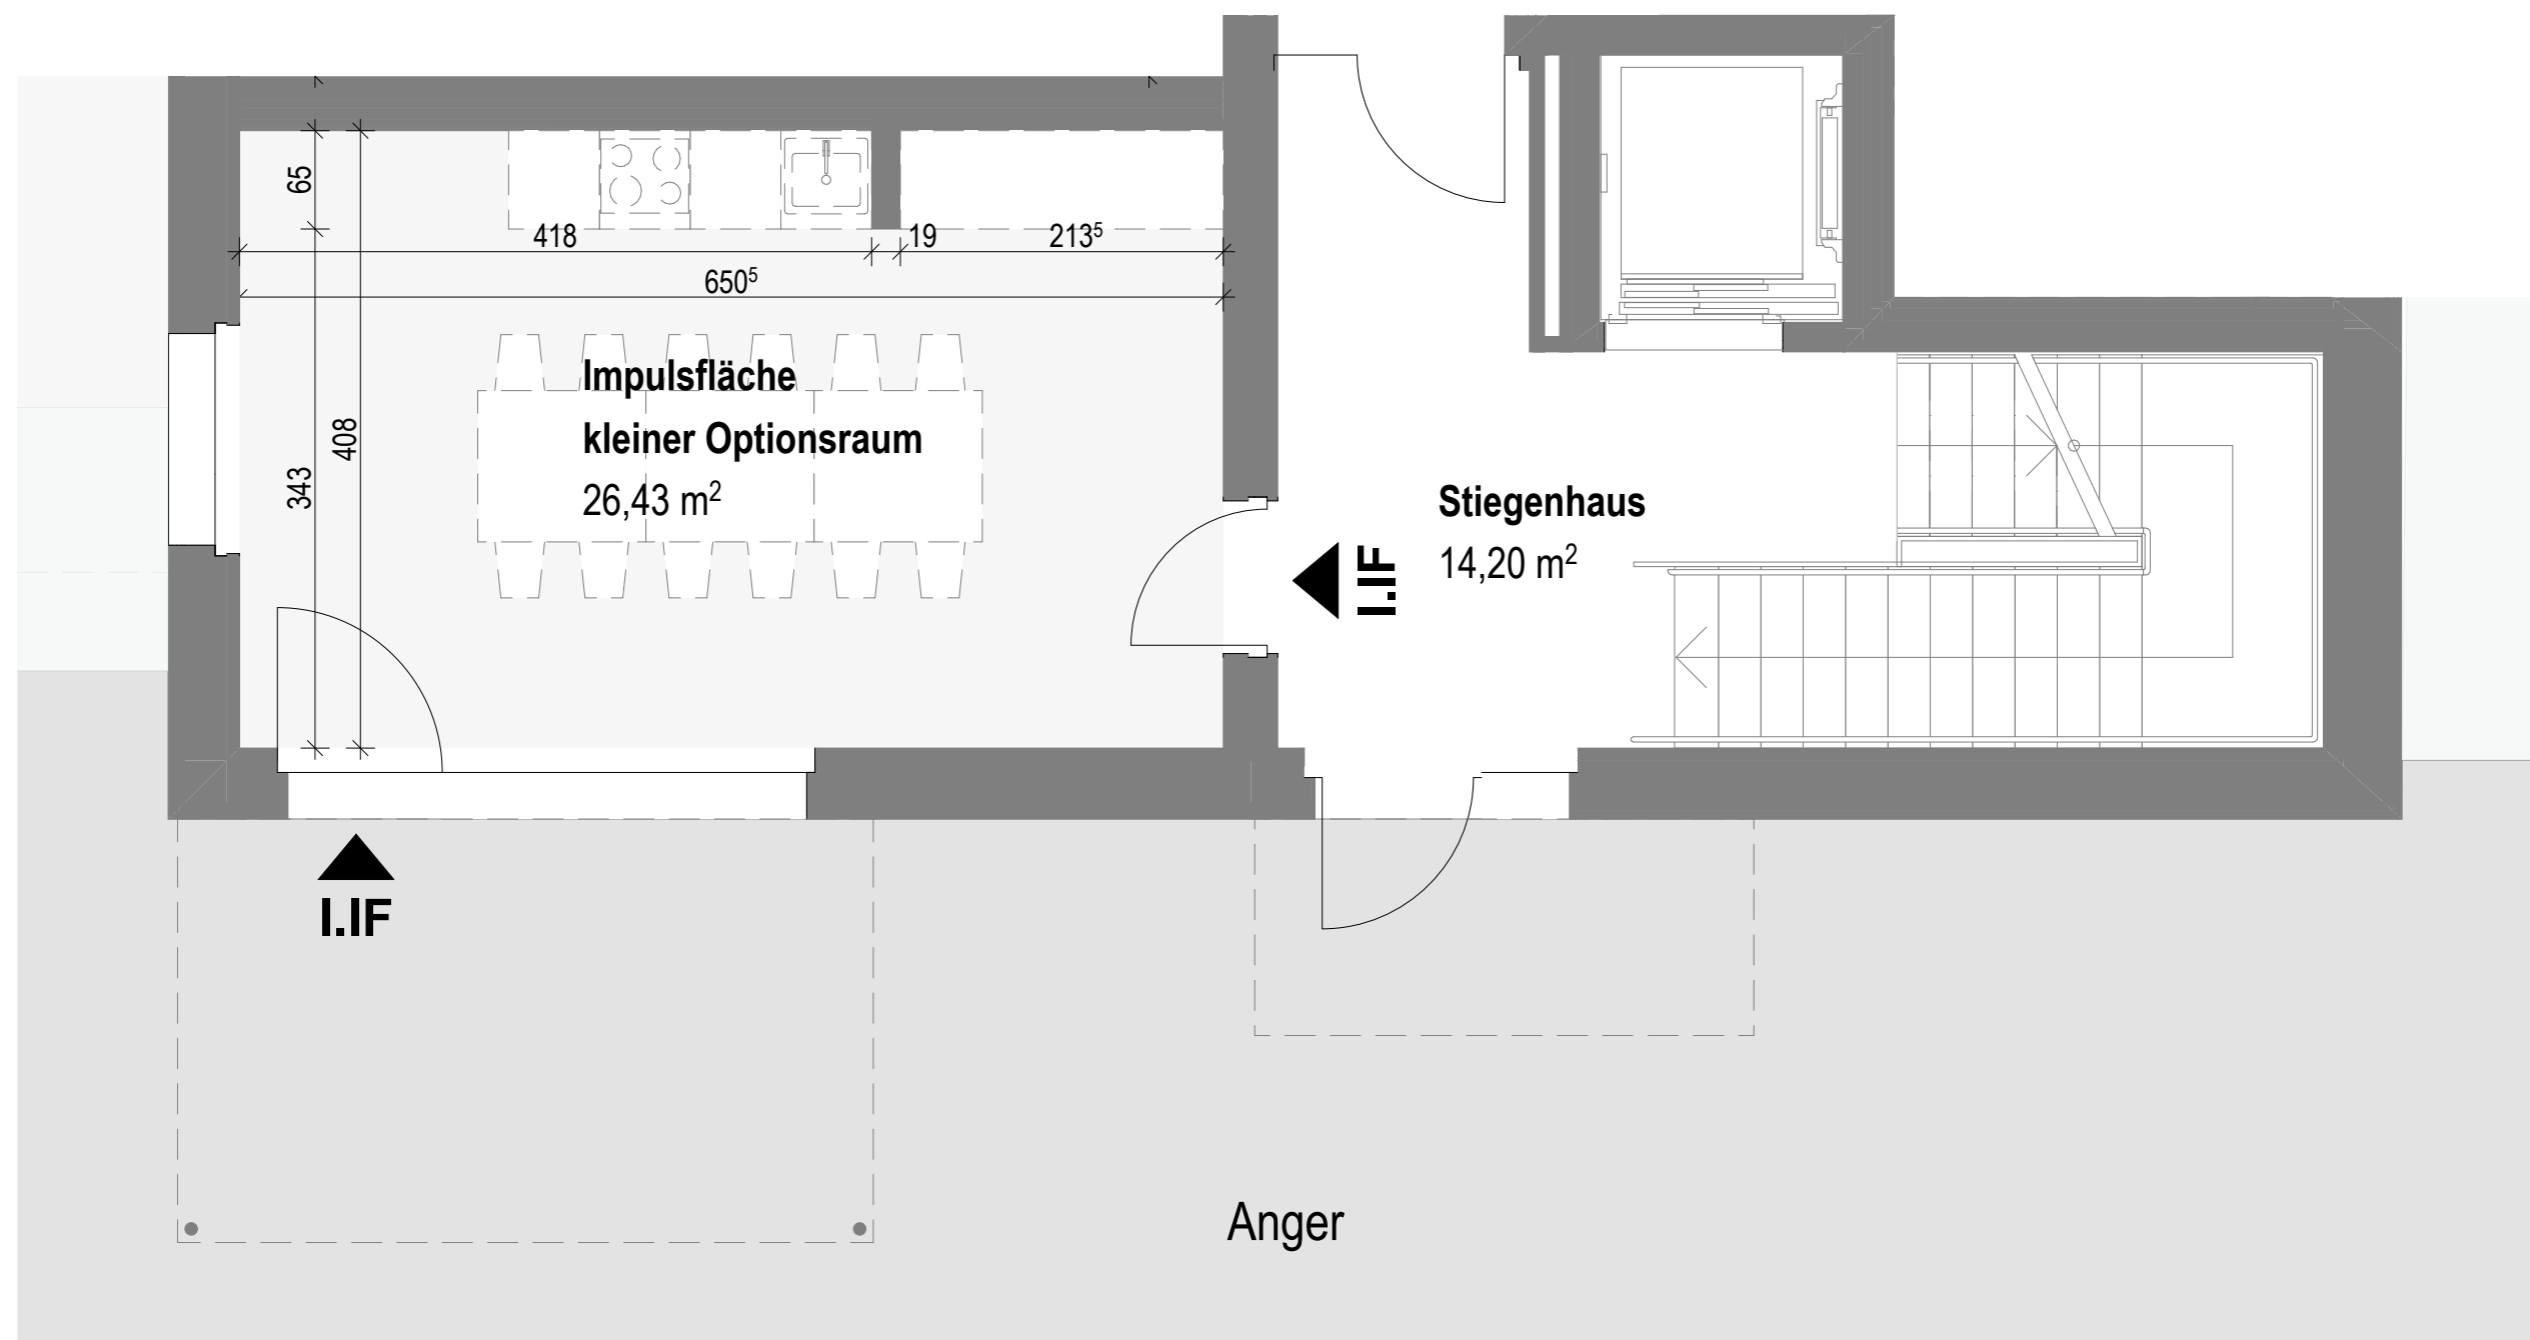 65
418
19
213⁵
650⁵
408
343
Impulsfläche
kleiner Optionsraum
26,43 m²
Stiegenhaus
14,20 m²
I.IF
I.IF
Anger